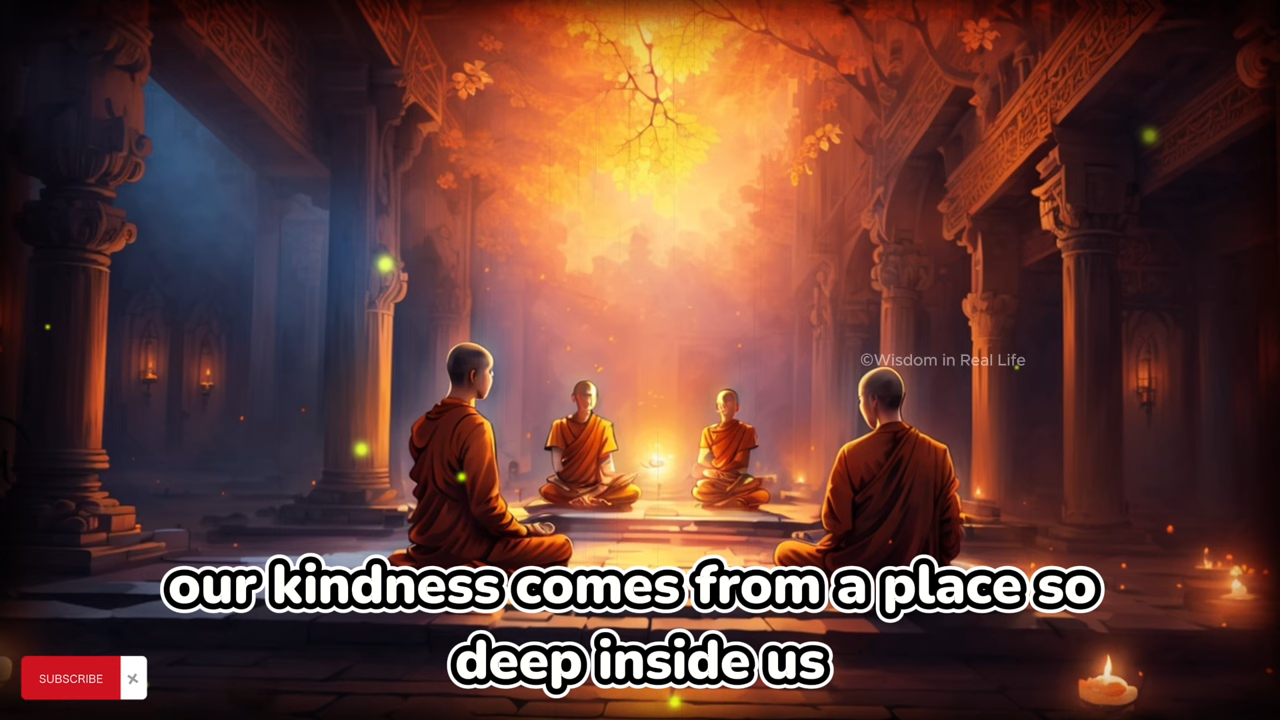 ©Wisdom in Real Life
our kindness comes from a place so
deep inside us
SUBSCRIBE